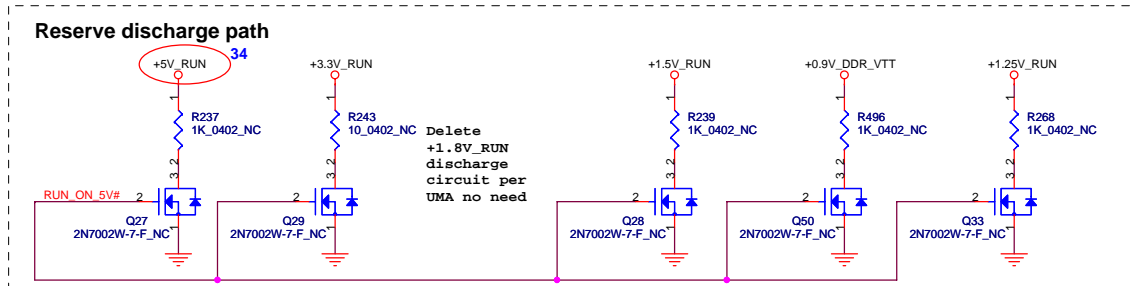 Reserve discharge path
34
+5V_RUN
+3.3V_RUN
+1.5V_RUN
+0.9V_DDR_VTT
+1.25V_RUN
1
1
1
1
1
R237
1K_0402_NC
R243
10_0402_NC
R239
1K_0402_NC
R496
1K_0402_NC
R268
1K_0402_NC
Delete
+1.8V_RUN
discharge
circuit per
UMA no need
2
2
2
2
2
3
3
3
3
3
RUN_ON_5V#
2
2
2
2
2
1
1
1
1
1
Q27
2N7002W-7-F_NC
Q29
2N7002W-7-F_NC
Q28
2N7002W-7-F_NC
Q50
2N7002W-7-F_NC
Q33
2N7002W-7-F_NC